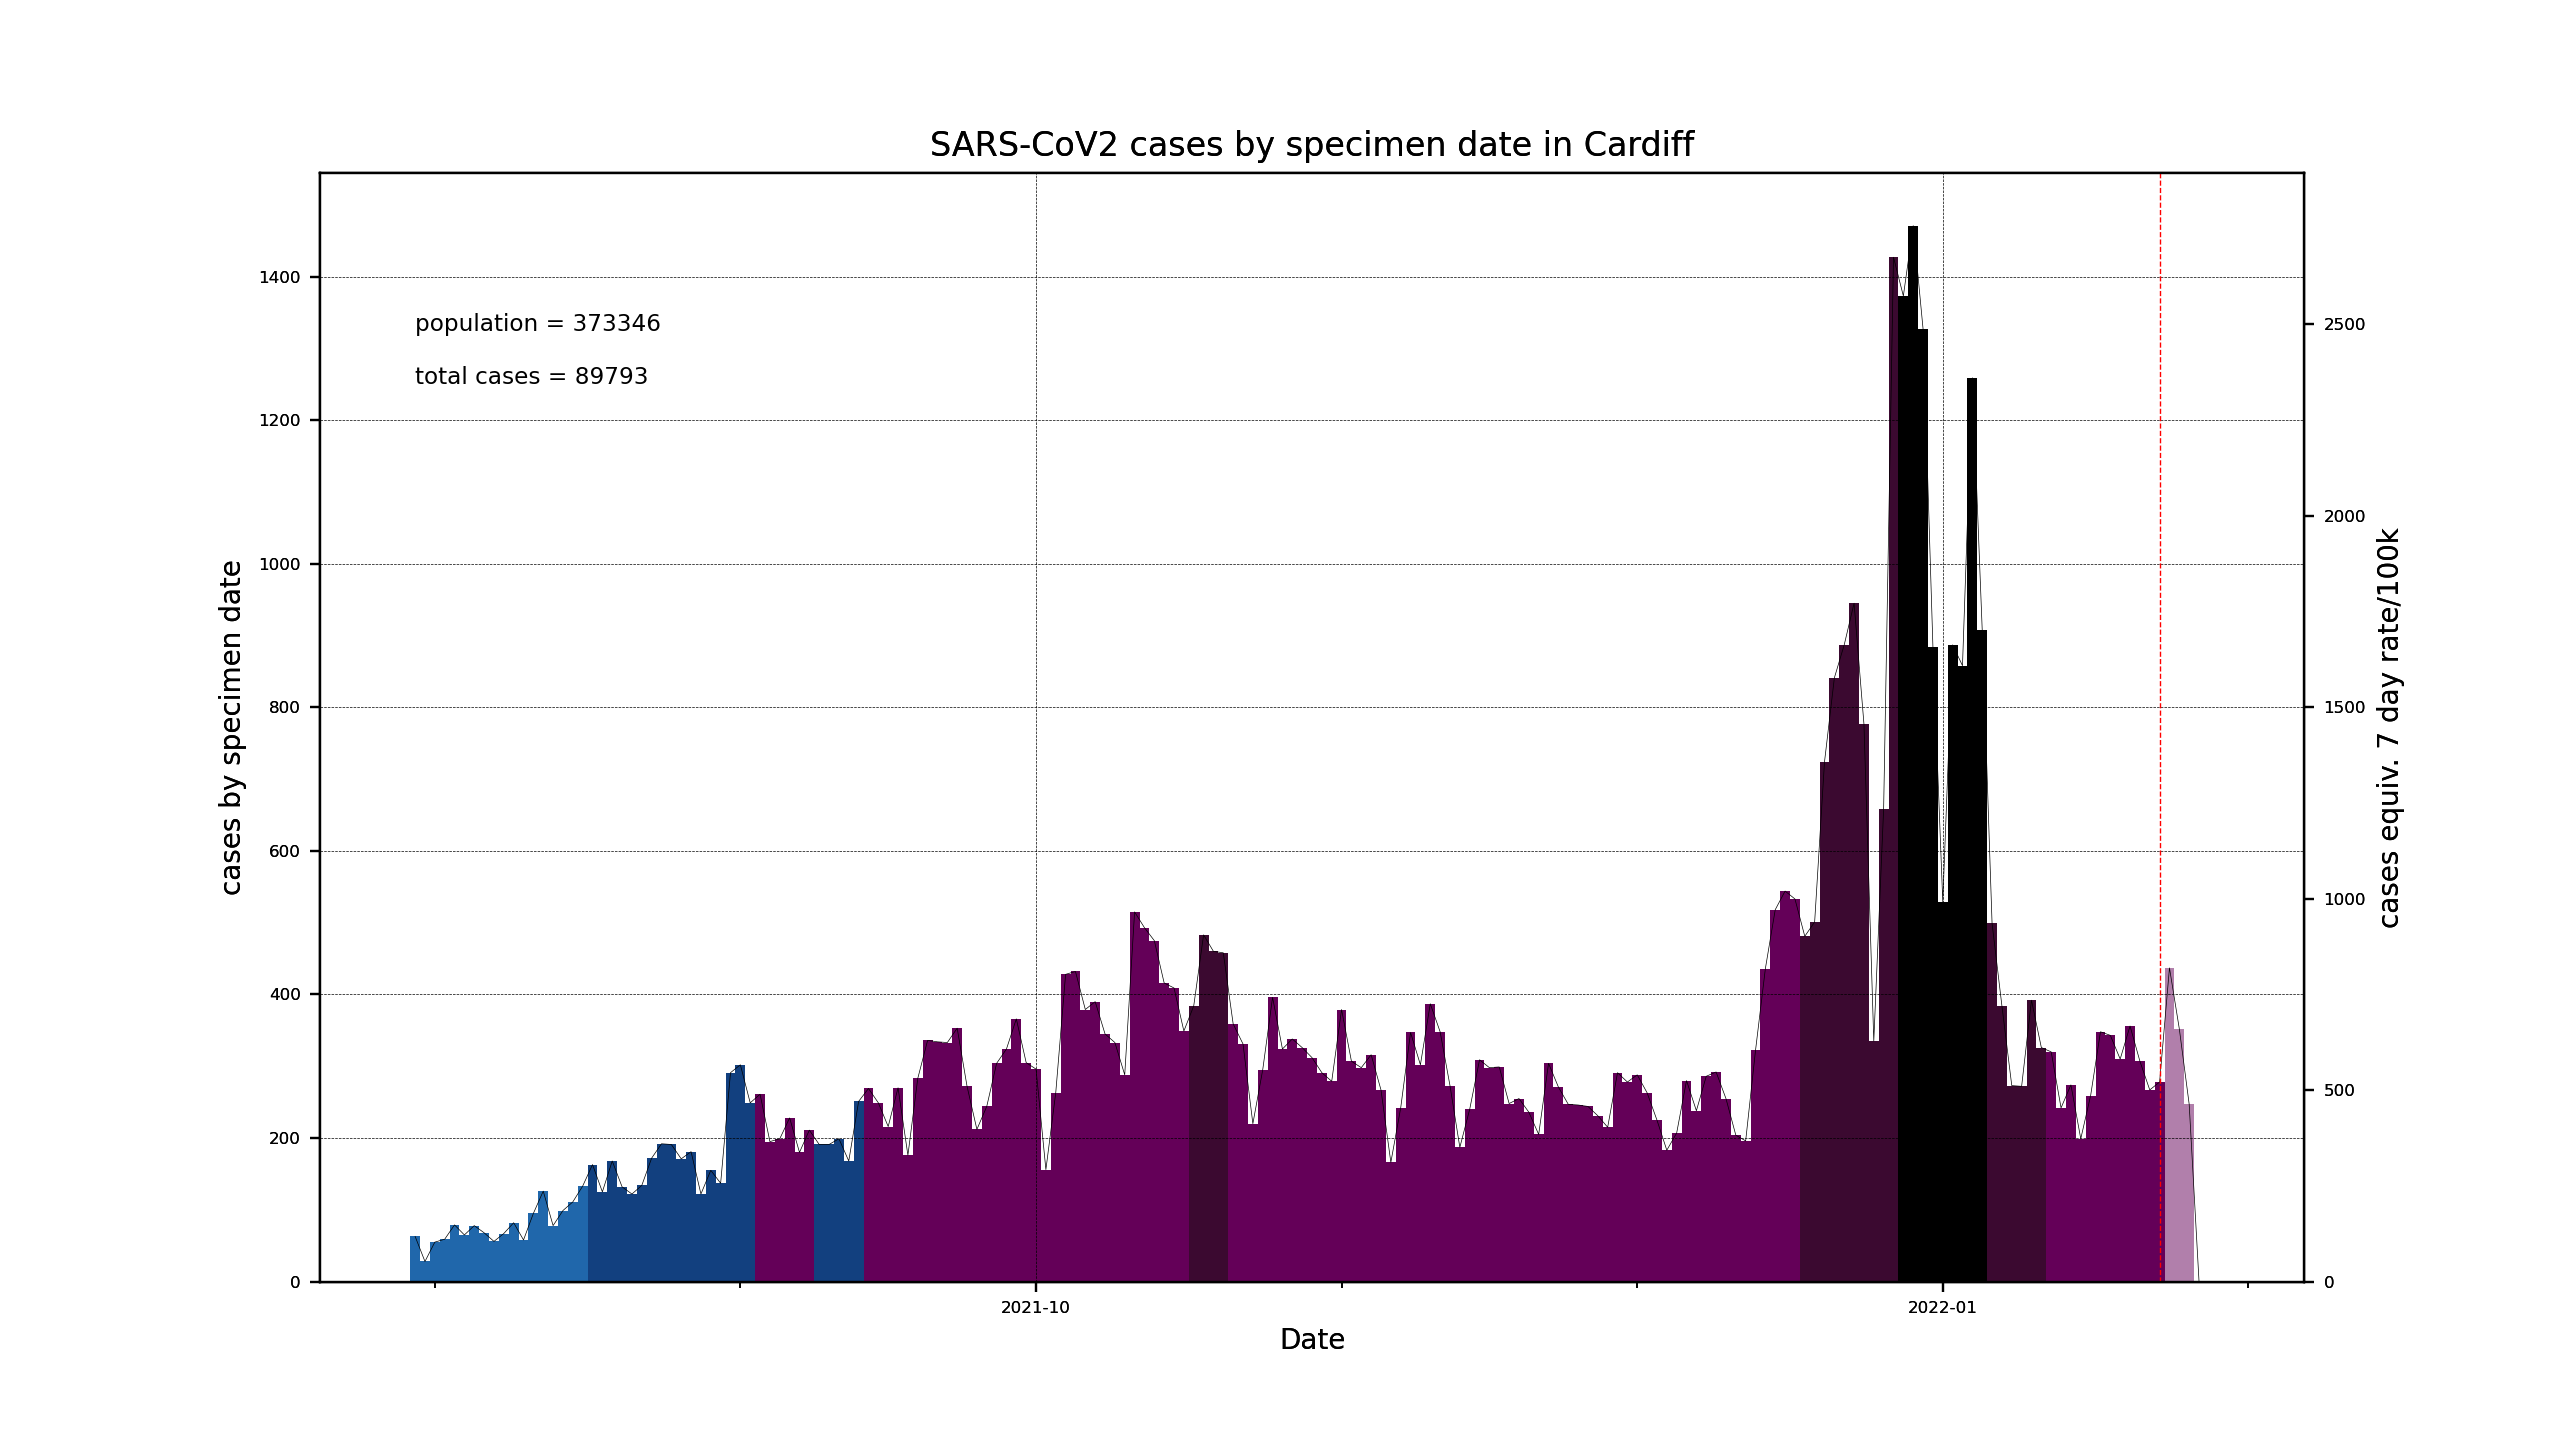 SARS-CoV2 cases by specimen date in Cardiff
population = 373346
total cases = 89793
cases by specimen date
1400
1200
1000
800
600
400
200
0
2500
2000
1500
1000
500
0
cases equiv. 7 day rate/100k
2021-10
2022-01
Date